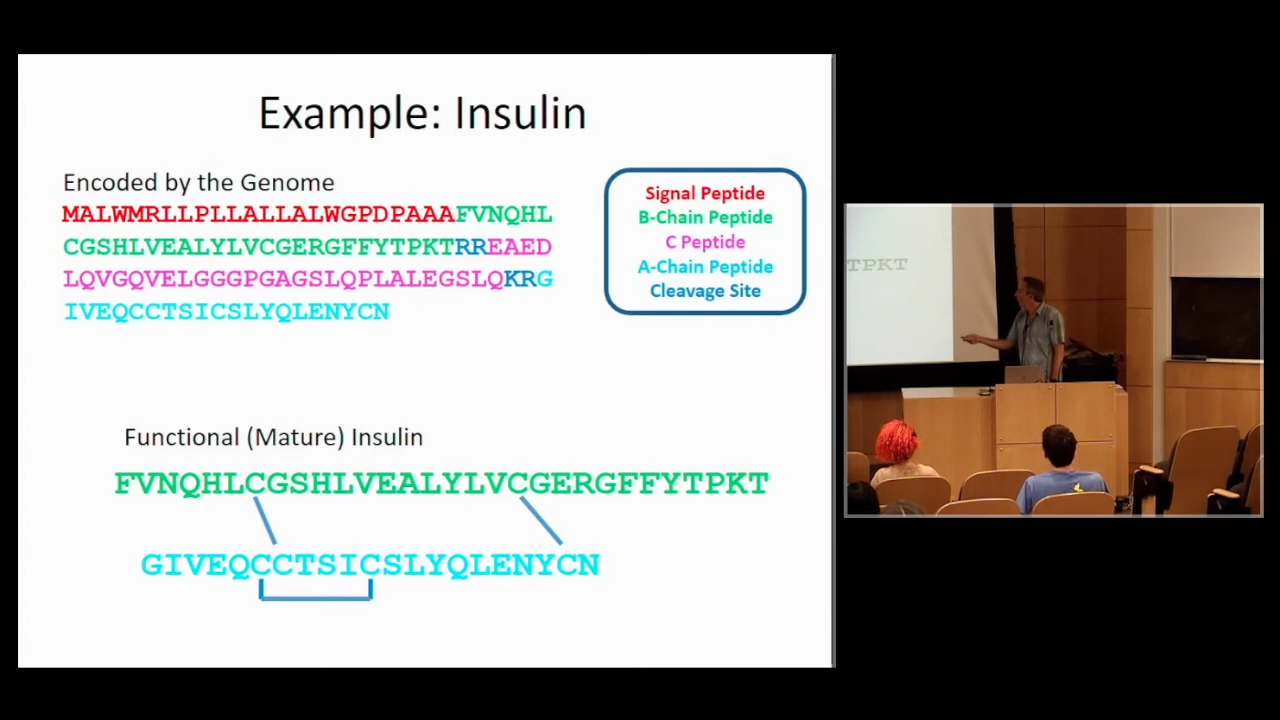 Example: Insulin
Encoded by the Genome
MALWMRLLPLLALLALWGPDPAAAFVNQHL
CGSHLVEALYLVCGERGFFYTPKTRREAED
LQVGQVELGGGPGAGSLQPLALEGSLQKRG
IVEQCCTSICSLYQLENYCN
Signal Peptide
B-Chain Peptide
C Peptide
A-Chain Peptide
Cleavage Site
Functional (Mature) Insulin
FVNQHLCGSHLVEALYLVCGERGFFYTPKT
GIVEQCCTSICSLYQLENYCN
TPKT